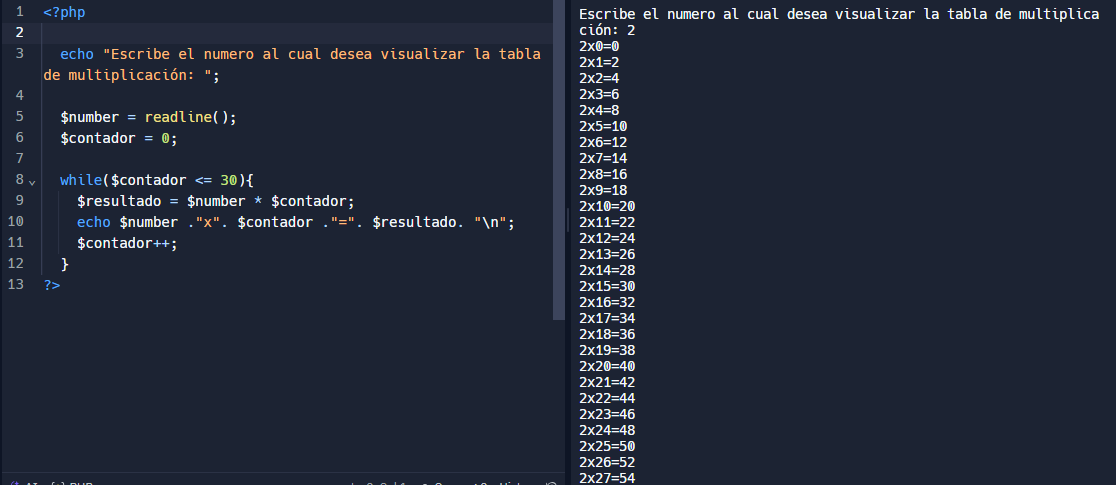 1 <?php
2
3 echo "Escribe el numero al cual desea visualizar la tabla
de multiplicación: ";
4
5 $number = readline();
6 $contador = 0;
7
8 while($contador <= 30){
9 $resultado = $number * $contador;
10 echo $number ."x". $contador ."=". $resultado. "\n";
11 $contador++;
12 }
13 ?>
Escribe el numero al cual desea visualizar la tabla de multiplica
ción: 2
2x0=0
2x1=2
2x2=4
2x3=6
2x4=8
2x5=10
2x6=12
2x7=14
2x8=16
2x9=18
2x10=20
2x11=22
2x12=24
2x13=26
2x14=28
2x15=30
2x16=32
2x17=34
2x18=36
2x19=38
2x20=40
2x21=42
2x22=44
2x23=46
2x24=48
2x25=50
2x26=52
2x27=54